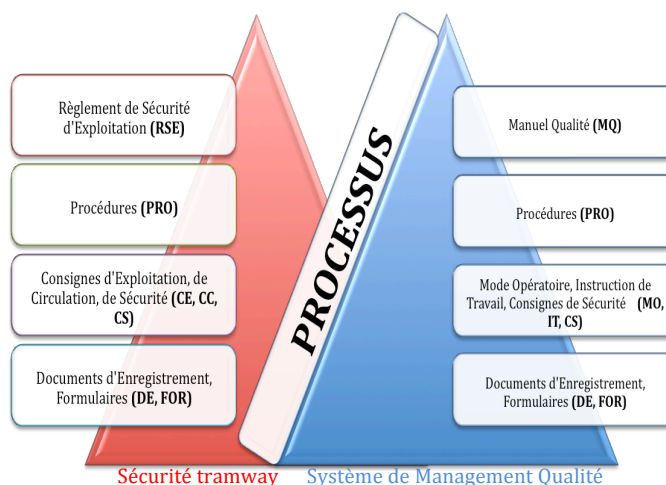 Règlement de Sécurité
d'Exploitation (RSE)
Procédures (PRO)
Consignes d'Exploitation, de
Circulation, de Sécurité (CE, CC,
CS)
Documents d'Enregistrement,
Formulaires (DE, FOR)
PROCESSUS
Manuel Qualité (MQ)
Procédures (PRO)
Mode Opératoire, Instruction de
Travail, Consignes de Sécurité (MO,
IT, CS)
Documents d'Enregistrement,
Formulaires (DE, FOR)
Sécurité tramway
Système de Management Qualité